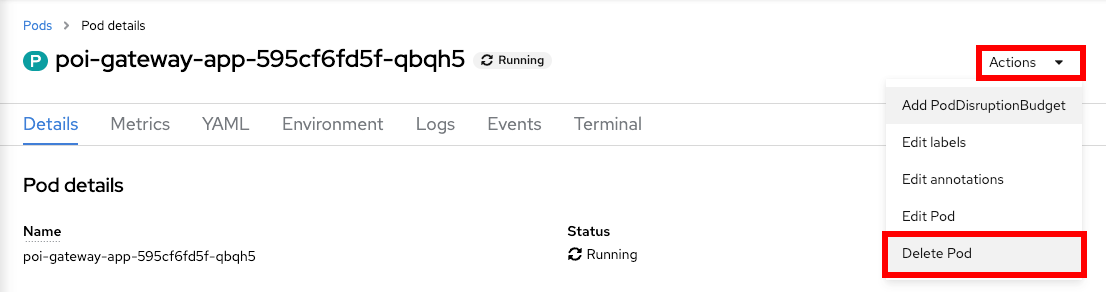 Pods > Pod details
P poi-gateway-app-595cf6fd5f-qbqh5 Running
Actions
Add PodDisruptionBudget
Edit labels
Edit annotations
Edit Pod
Delete Pod
Details Metrics YAML Environment Logs Events Terminal
Pod details
Name Status
poi-gateway-app-595cf6fd5f-qbqh5 Running